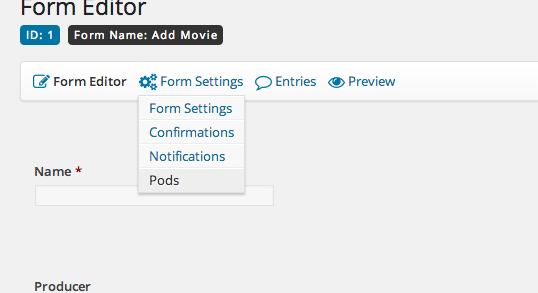 Form Editor
ID: 1 Form Name: Add Movie
Form Editor Form Settings Entries Preview
Form Settings
Confirmations
Notifications
Pods
Name *
Producer